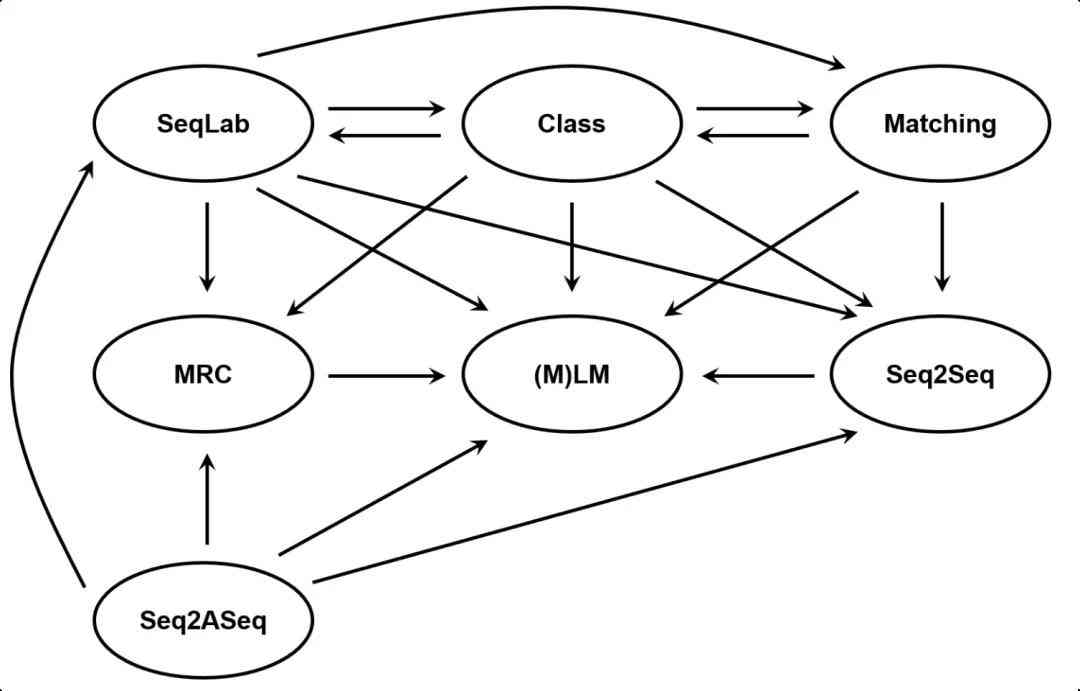 SeqLab
Class
Matching
MRC
(M)LM
Seq2Seq
Seq2ASeq